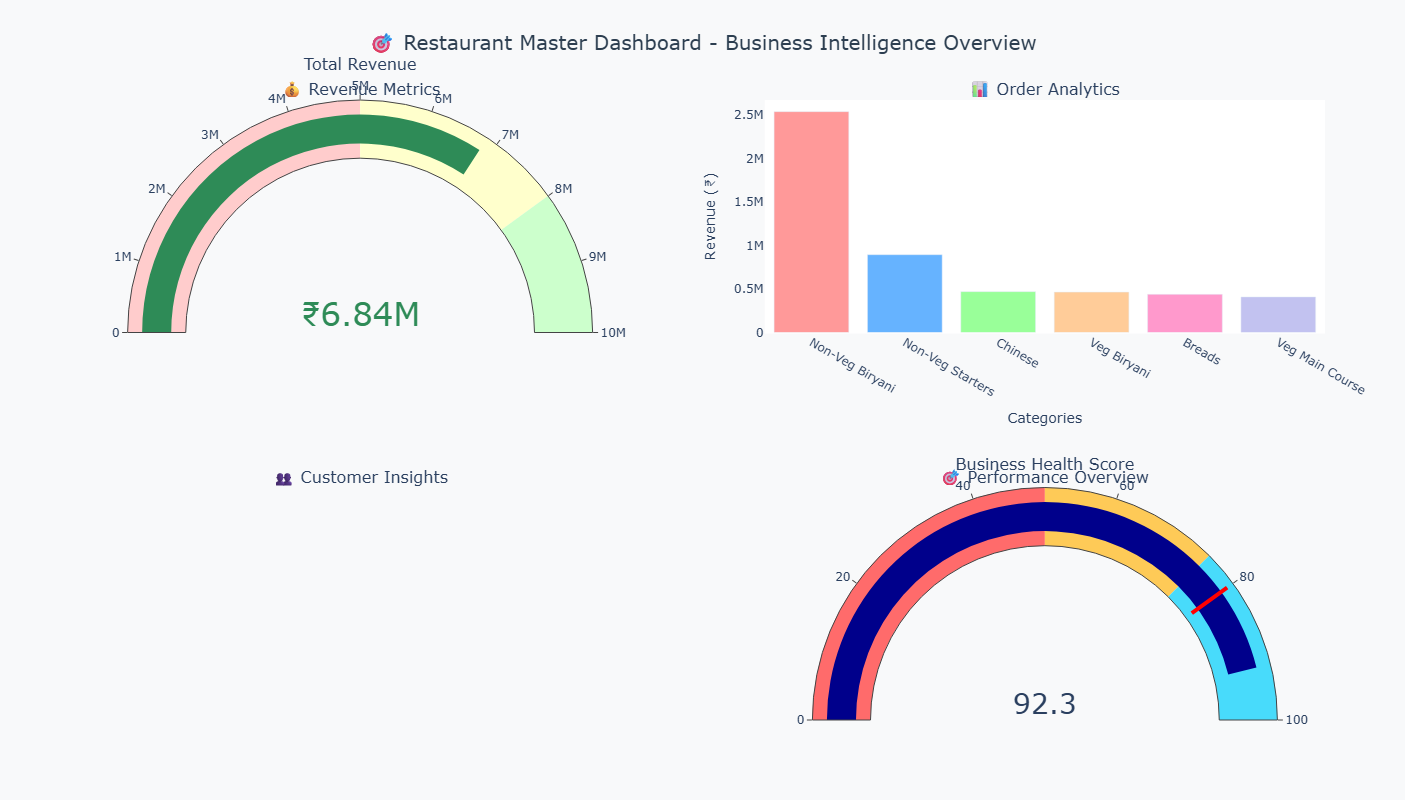 🎯 Restaurant Master Dashboard - Business Intelligence Overview
Total Revenue
💰 Revenue Metrics
0
1M
2M
3M
4M
5M
6M
7M
8M
9M
10M
₹6.84M
📊 Order Analytics
Revenue (₹)
2.5M
2M
1.5M
1M
0.5M
0
Non-Veg Biryani
Non-Veg Starters
Chinese
Veg Biryani
Breads
Veg Main Course
Categories
👥 Customer Insights
Business Health Score
🎯 Performance Overview
0
20
40
60
80
100
92.3